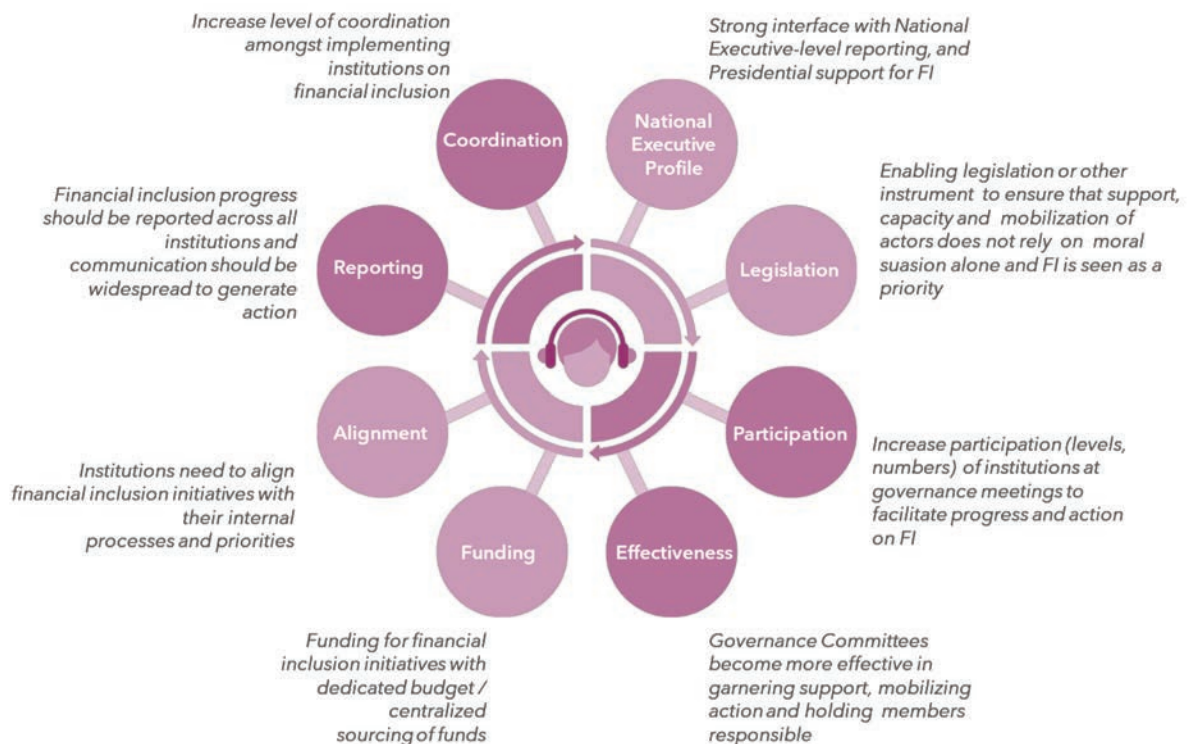 Increase level of coordination
amongst implementing
institutions on
financial inclusion
Coordination
Strong interface with National
Executive-level reporting, and
Presidential support for FI
National
Executive
Profile
Enabling legislation or other
instrument to ensure that support,
capacity and mobilization of
actors does not rely on moral
suasion alone and FI is seen as a
priority
Legislation
Participation
Increase participation (levels,
numbers) of institutions at
governance meetings to
facilitate progress and action
on FI
Effectiveness
Governance Committees
become more effective in
garnering support, mobilizing
action and holding members
responsible
Funding
Funding for financial
inclusion initiatives with
dedicated budget /
centralized
sourcing of funds
Alignment
Institutions need to align
financial inclusion initiatives with
their internal
processes and priorities
Reporting
Financial inclusion progress
should be reported across all
institutions and
communication should be
widespread to generate
action